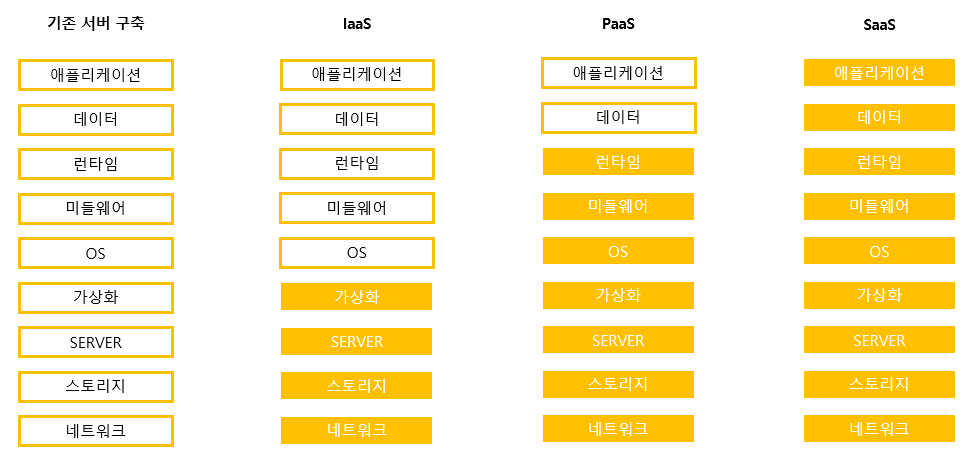 기존 서버 구축 IaaS PaaS SaaS
애플리케이션 애플리케이션 애플리케이션 애플리케이션
데이터 데이터 데이터 데이터
런타임 런타임 런타임 런타임
미들웨어 미들웨어 미들웨어 미들웨어
OS OS OS OS
가상화 가상화 가상화 가상화
SERVER SERVER SERVER SERVER
스토리지 스토리지 스토리지 스토리지
네트워크 네트워크 네트워크 네트워크